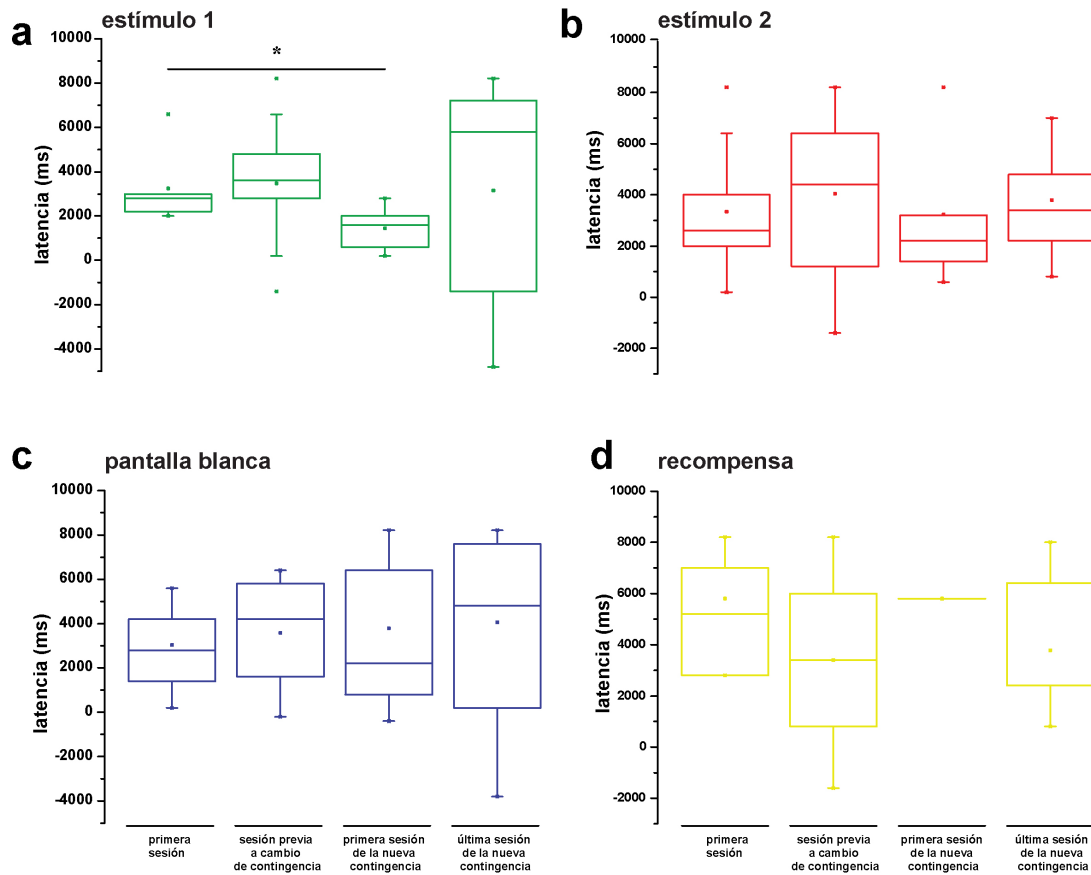 a
estímulo 1
*
latencia (ms)
10000
8000
6000
4000
2000
0
-2000
-4000
b
estímulo 2
latencia (ms)
10000
8000
6000
4000
2000
0
-2000
c
pantalla blanca
latencia (ms)
10000
8000
6000
4000
2000
0
-2000
-4000
primera
sesión
sesión previa
a cambio
de contingencia
primera sesión
de la nueva
contingencia
última sesión
de la nueva
contingencia
d
recompensa
latencia (ms)
10000
8000
6000
4000
2000
0
-2000
primera
sesión
sesión previa
a cambio
de contingencia
primera sesión
de la nueva
contingencia
última sesión
de la nueva
contingencia